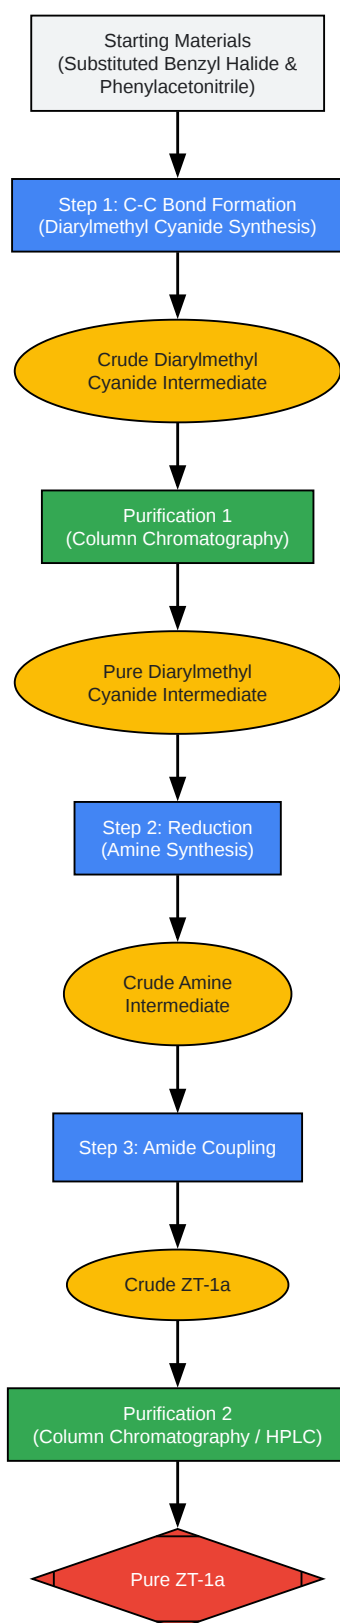 Starting Materials
(Substituted Benzyl Halide &
Phenylacetonitrile)
Step 1: C-C Bond Formation
(Diarylmethyl Cyanide Synthesis)
Crude Diarylmethyl
Cyanide Intermediate
Purification 1
(Column Chromatography)
Pure Diarylmethyl
Cyanide Intermediate
Step 2: Reduction
(Amine Synthesis)
Crude Amine
Intermediate
Step 3: Amide Coupling
Crude ZT-1a
Purification 2
(Column Chromatography / HPLC)
Pure ZT-1a